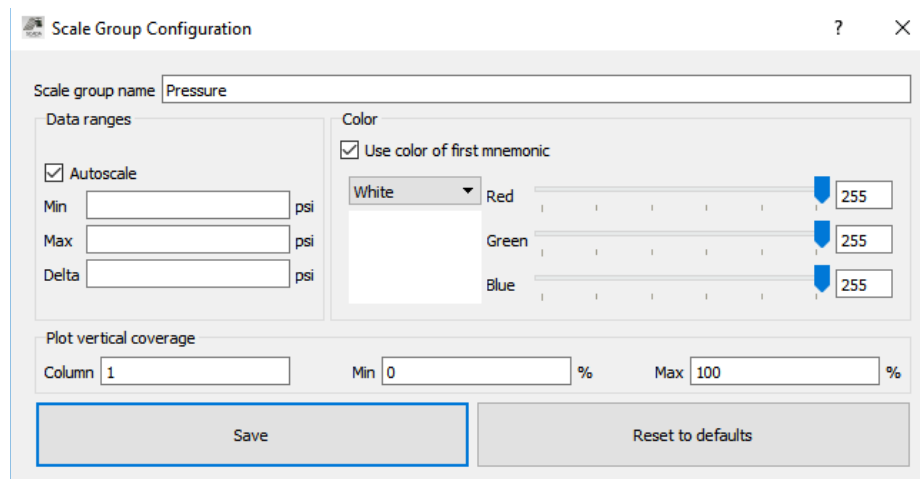 Scale Group Configuration ?
Scale group name Pressure
Data ranges
Autoscale
Min psi
Max psi
Delta psi
Color
Use color of first mnemonic
White
Red 255
Green 255
Blue 255
Plot vertical coverage
Column 1 Min 0 % Max 100 %
Save Reset to defaults